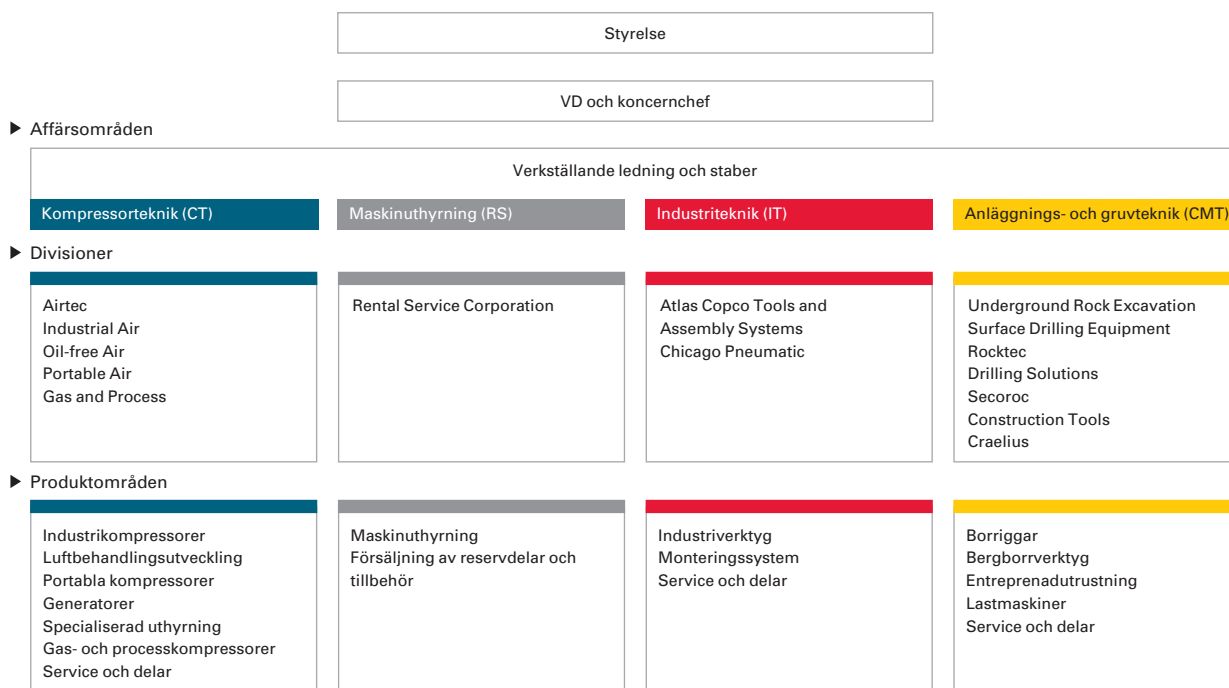 Styrelse
VD och koncernchef
▶ Affärsområden
Verkställande ledning och staber
Kompressorteknik (CT)
Maskinuthyrning (RS)
Industriteknik (IT)
Anläggnings- och gruvteknik (CMT)
▶ Divisioner
Airtec
Industrial Air
Oil-free Air
Portable Air
Gas and Process
Rental Service Corporation
Atlas Copco Tools and
Assembly Systems
Chicago Pneumatic
Underground Rock Excavation
Surface Drilling Equipment
Rocktec
Drilling Solutions
Secoroc
Construction Tools
Craelius
▶ Produktområden
Industrikompressorer
Luftbehandlingsutveckling
Portabla kompressorer
Generatorer
Specialiserad uthyrning
Gas- och processkompressorer
Service och delar
Maskinuthyrning
Försäljning av reservdelar och
tillbehör
Industriverktyg
Monteringssystem
Service och delar
Borriggar
Bergborrverktyg
Entreprenadutrustning
Lastmaskiner
Service och delar